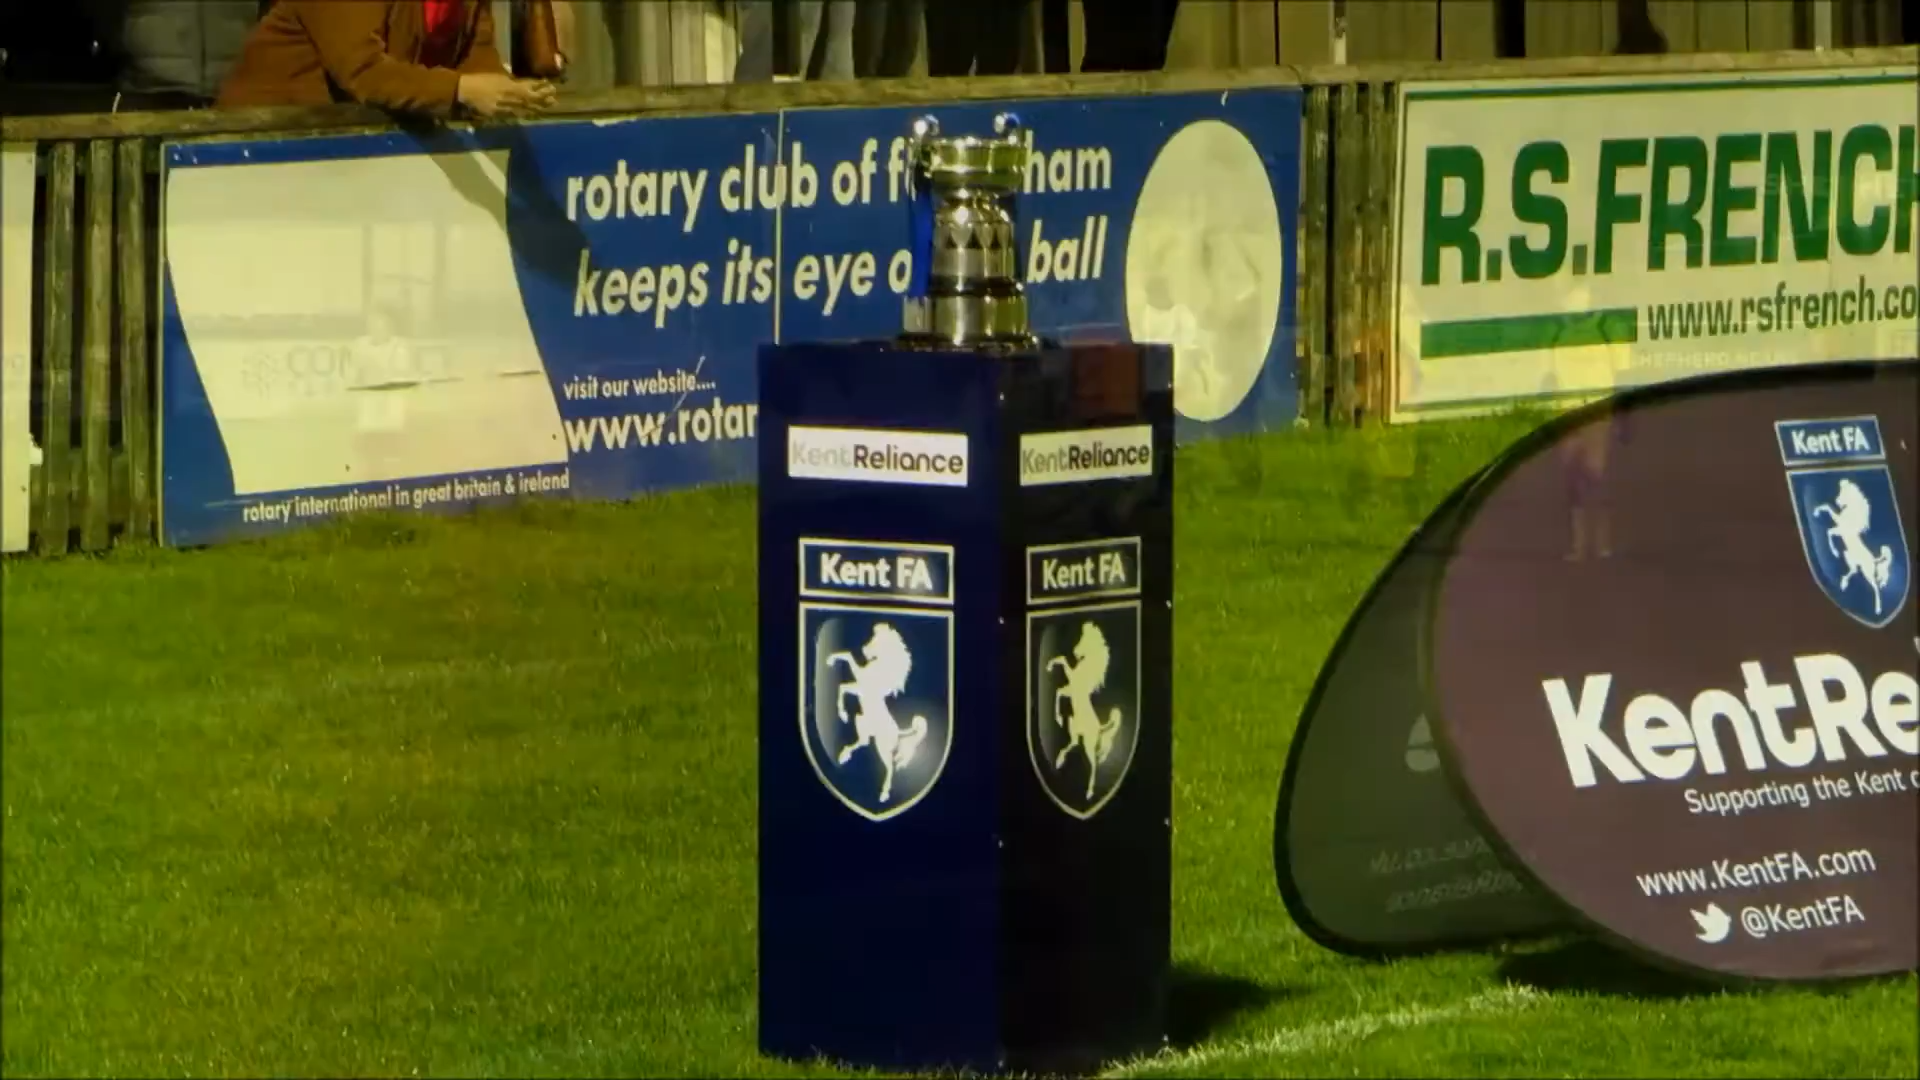 rotary club of f ham
keeps its eye o ball
visit our website....
www.rotar
rotary international in great britain & ireland
R.S.FRENCH
www.rsfrench.co
KentReliance
KentReliance
Kent FA
Kent FA
Kent FA
KentRe
Supporting the Kent
www.KentFA.com
@KentFA